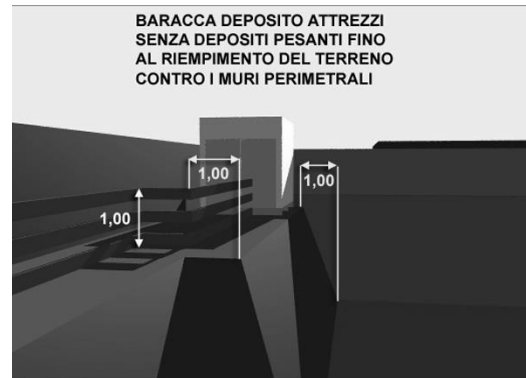 BARACCA DEPOSITO ATTREZZI
SENZA DEPOSITI PESANTI FINO
AL RIEMPIMENTO DEL TERRENO
CONTRO I MURI PERIMETRALI
1,00
1,00
1,00